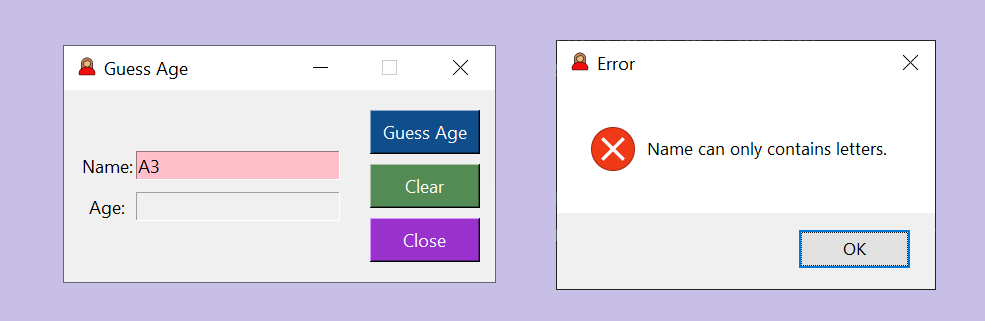 Guess Age
Guess Age
Name: A3
Clear
Age:
Close
Error
Name can only contains letters.
OK